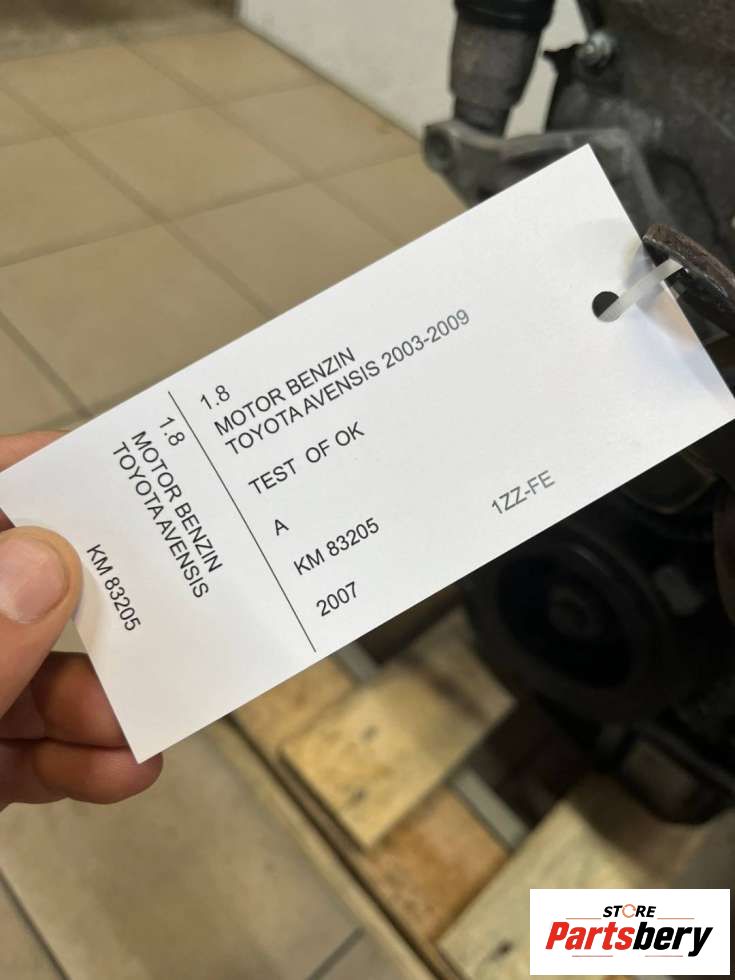 1.8
MOTOR BENZIN
TOYOTA AVENSIS
KM 83205
1.8
MOTOR BENZIN
TOYOTA AVENSIS 2003-2009
TEST OF OK
A
KM 83205
2007
1ZZ-FE
STORE
Partsbery